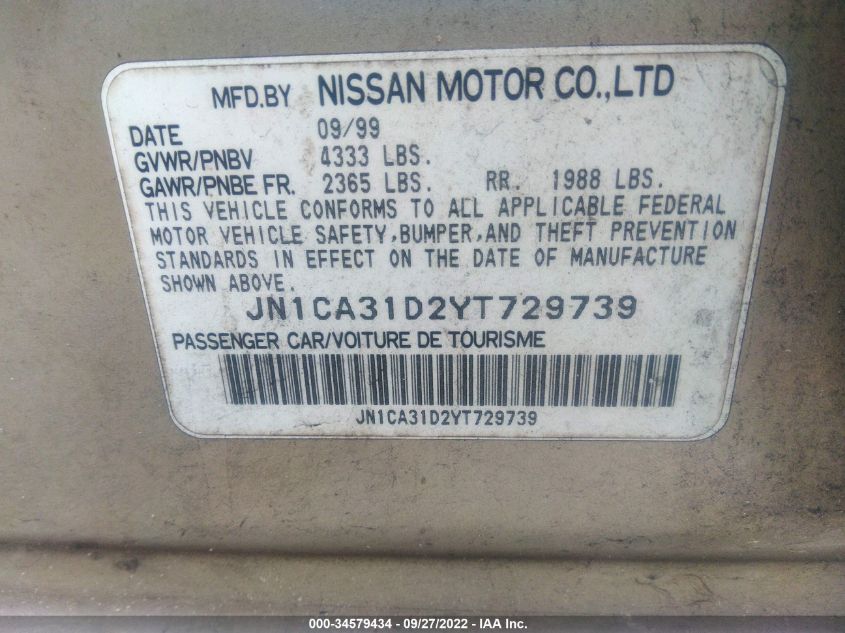 MFD.BY NISSAN MOTOR CO.,LTD
DATE 09/99
GVWR/PNBV 4333 LBS.
GAWR/PNBE FR. 2365 LBS. RR. 1988 LBS.
THIS VEHICLE CONFORMS TO ALL APPLICABLE FEDERAL
MOTOR VEHICLE SAFETY,BUMPER,AND THEFT PREVENTION
STANDARDS IN EFFECT ON THE DATE OF MANUFACTURE
SHOWN ABOVE.
JN1CA31D2YT729739
PASSENGER CAR/VOITURE DE TOURISME
JN1CA31D2YT729739
000-34579434 - 09/27/2022 - IAA Inc.